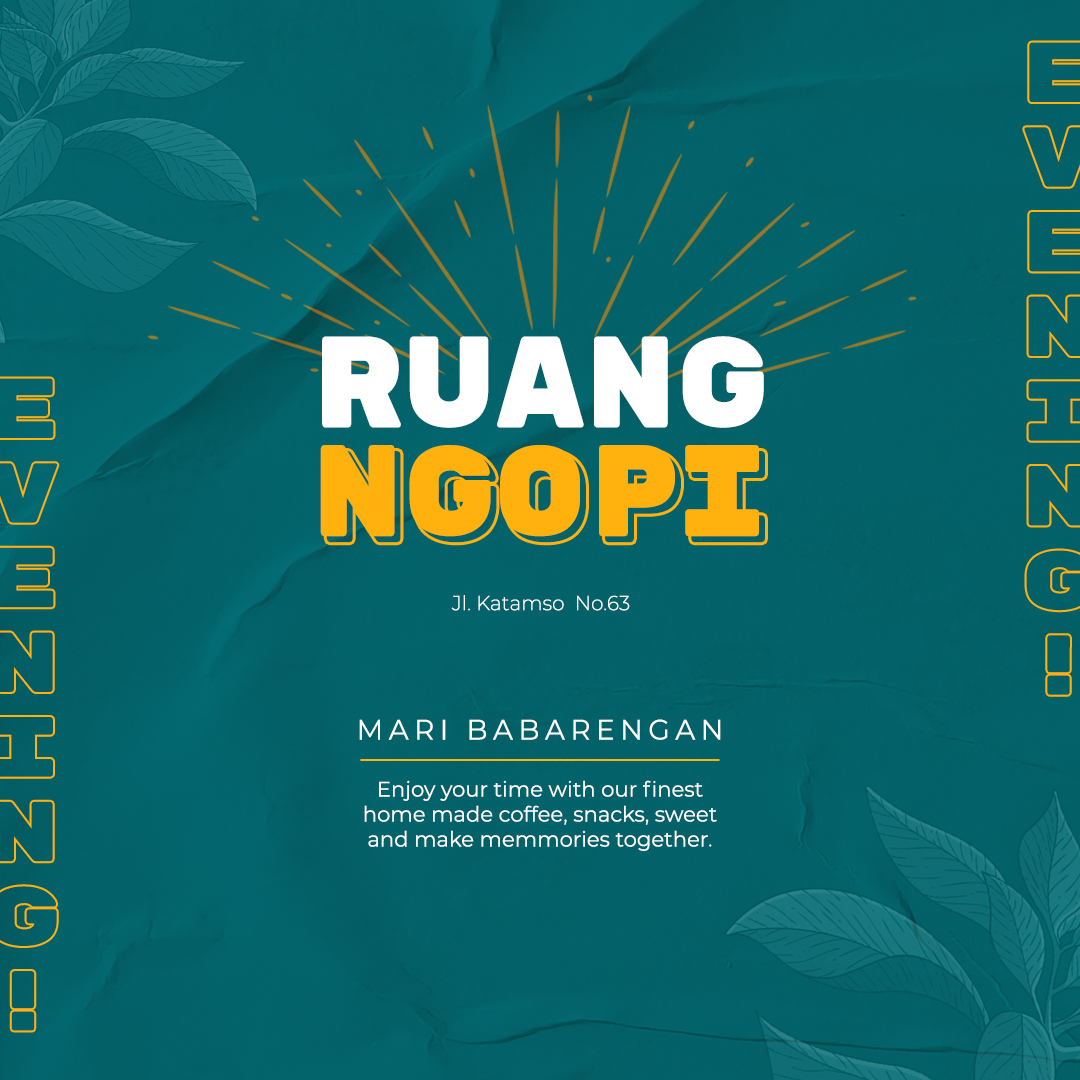 EVENING!
RUANG
NGOPI
Jl. Katamso No.63
MARI BABARENGAN
Enjoy your time with our finest
home made coffee, snacks, sweet
and make memmories together.
EVENING!